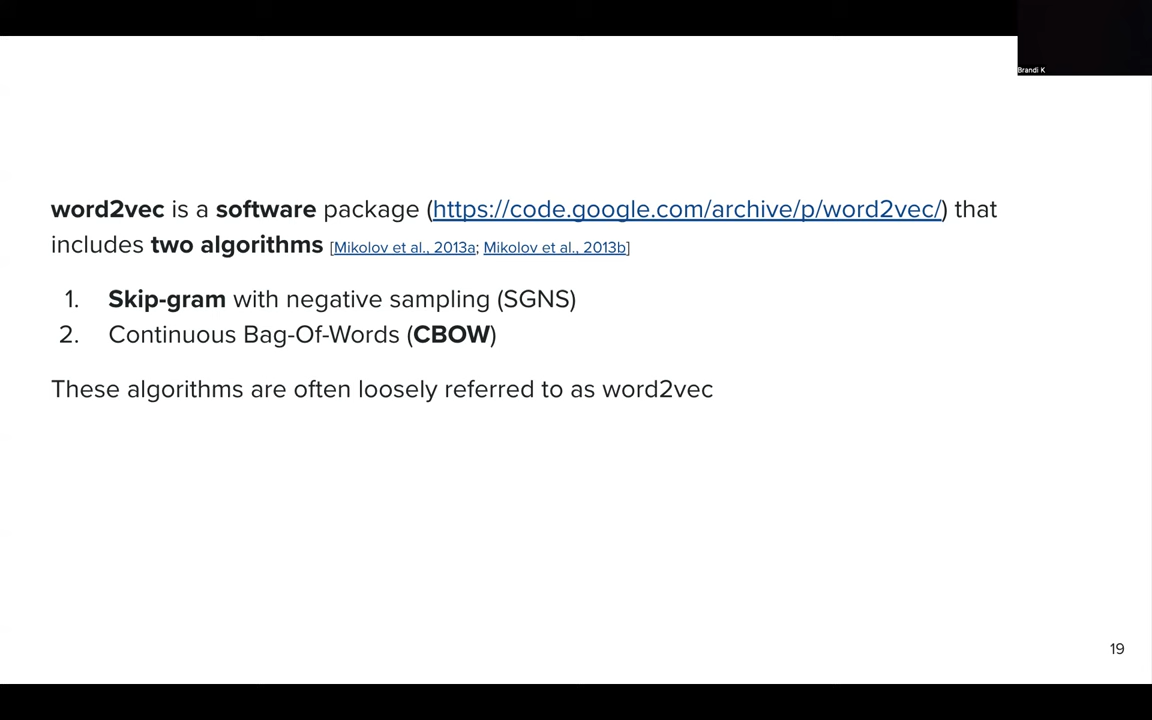 Brandi K
word2vec is a software package (https://code.google.com/archive/p/word2vec/) that
includes two algorithms [Mikolov et al., 2013a; Mikolov et al., 2013b]
1. Skip-gram with negative sampling (SGNS)
2. Continuous Bag-Of-Words (CBOW)
These algorithms are often loosely referred to as word2vec
19